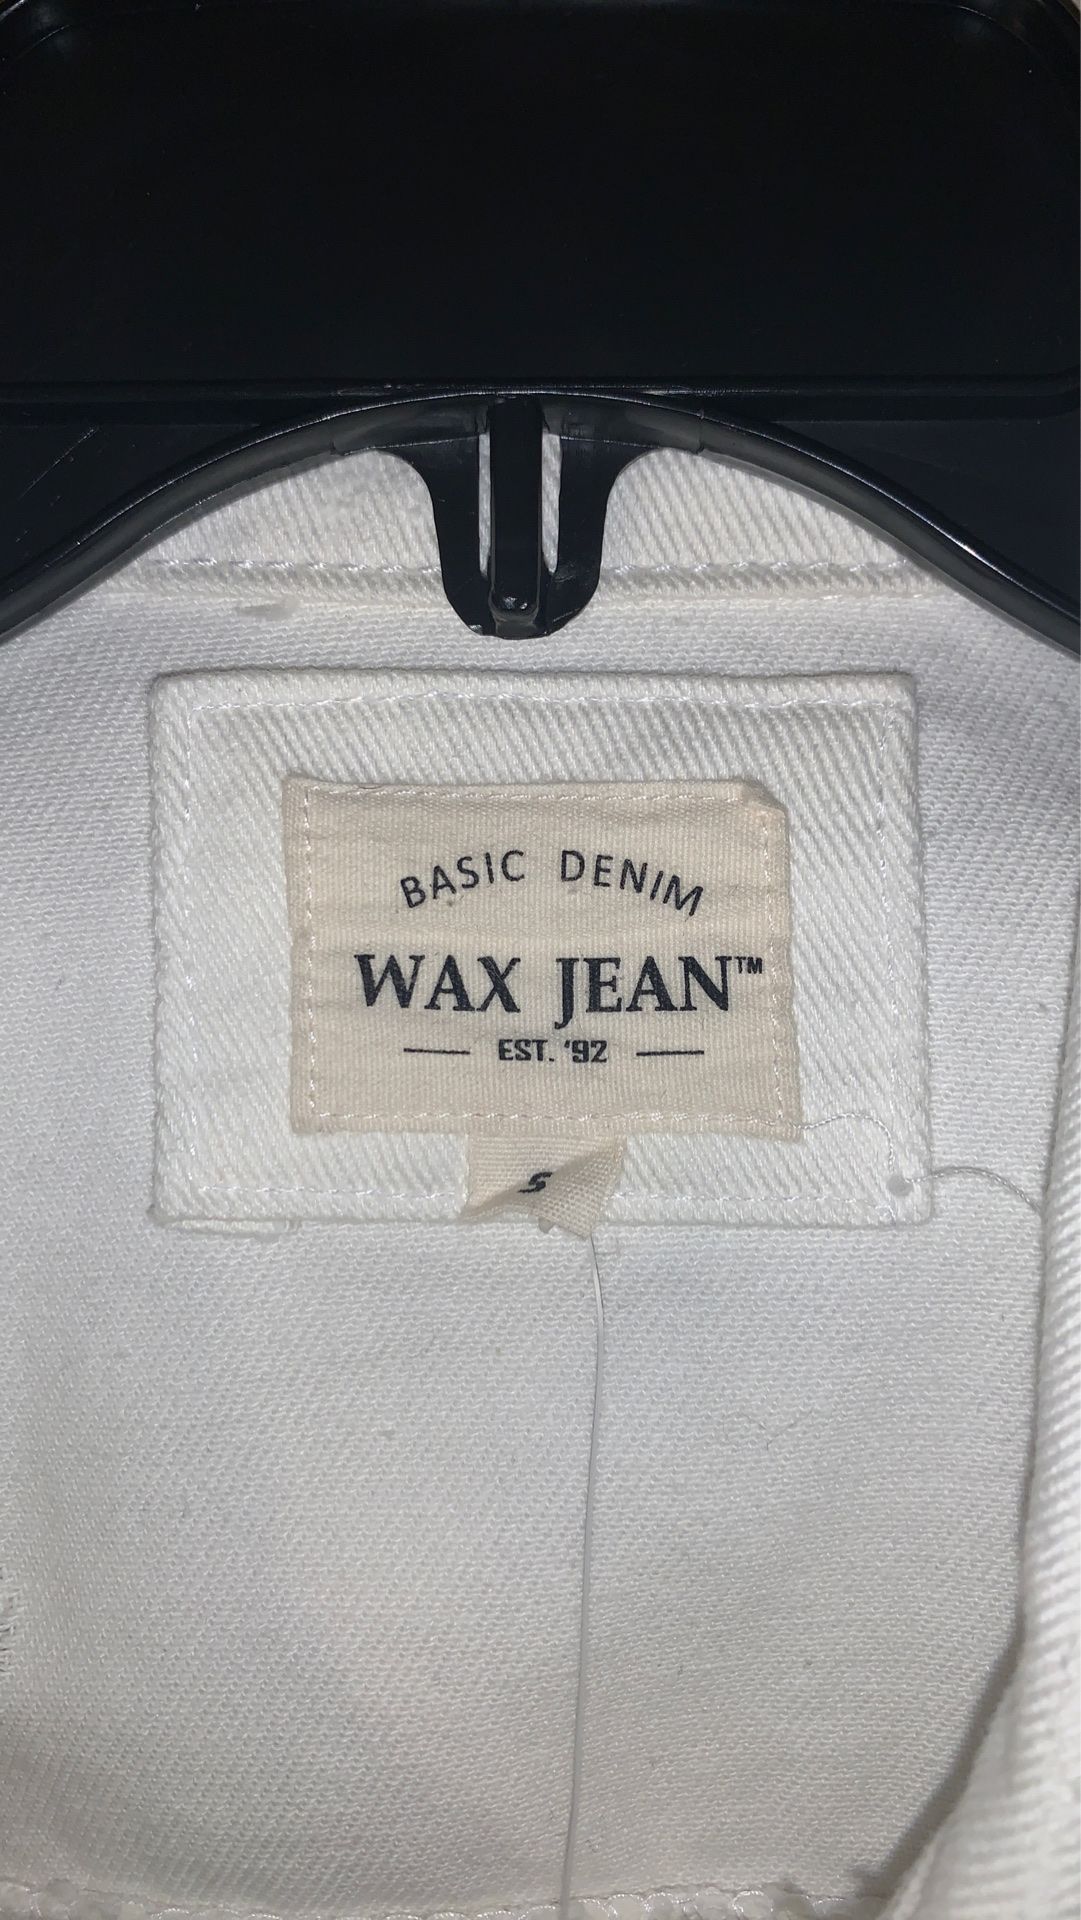 BASIC DENIM
WAX JEAN™
EST. '92
S